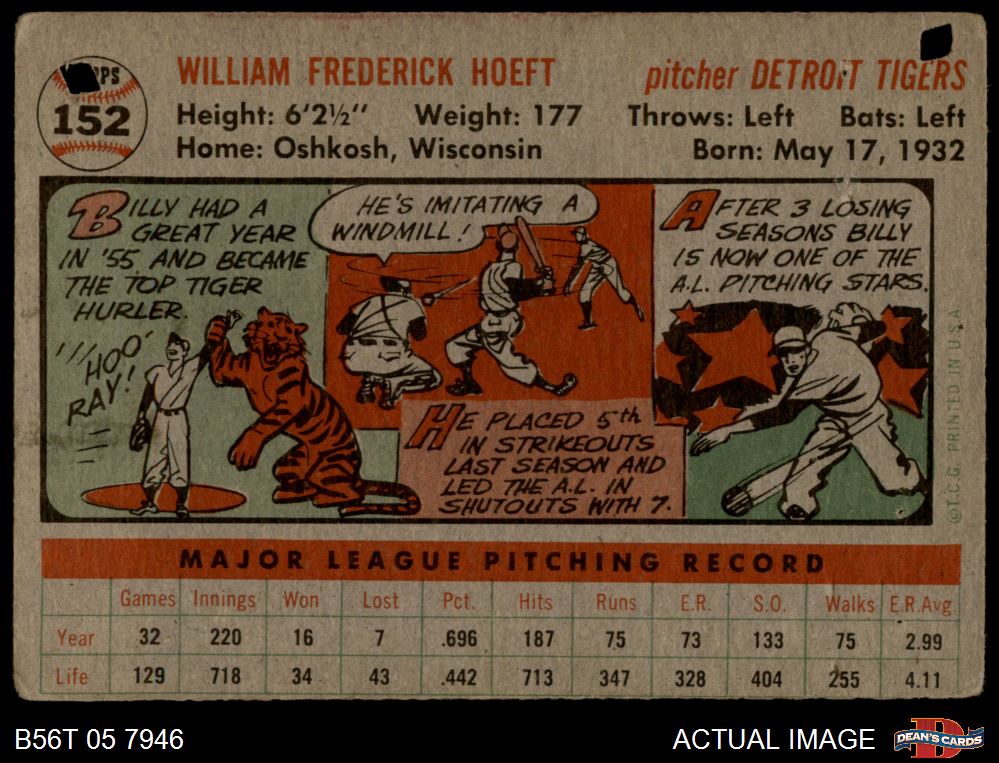 WILLIAM FREDERICK HOEFT
pitcher DETROIT TIGERS
152
Height: 6'2½" Weight: 177 Throws: Left Bats: Left
Home: Oshkosh, Wisconsin Born: May 17, 1932
BILLY HAD A
GREAT YEAR
IN '55 AND BECAME
THE TOP TIGER
HURLER.
HOO-
RAY!
HE'S IMITATING A
WINDMILL!
HE PLACED 5th
IN STRIKEOUTS
LAST SEASON AND
LED THE A.L. IN
SHUTOUTS WITH 7.
AFTER 3 LOSING
SEASONS BILLY
IS NOW ONE OF THE
A.L. PITCHING STARS.
©T.C.G. PRINTED IN U.S.A.
MAJOR LEAGUE PITCHING RECORD
Games Innings Won Lost Pct. Hits Runs E.R. S.O. Walks E.R.Avg.
Year 32 220 16 7 .696 187 75 73 133 75 2.99
Life 129 718 34 43 .442 713 347 328 404 255 4.11
B56T 05 7946
ACTUAL IMAGE
DEAN'S CARDS